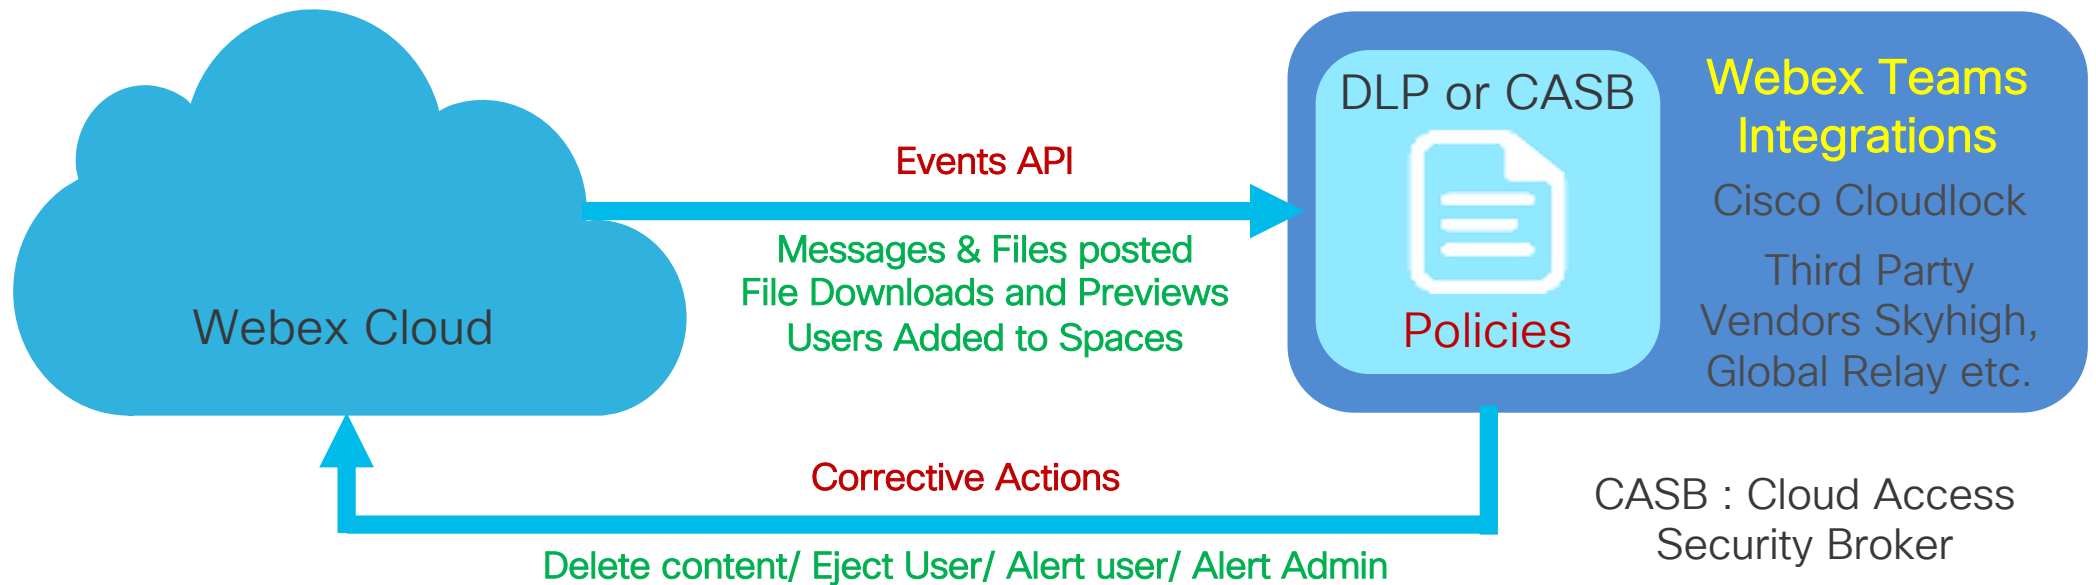 Webex Cloud
Events API
Messages & Files posted
File Downloads and Previews
Users Added to Spaces
DLP or CASB
Policies
Webex Teams
Integrations
Cisco Cloudlock
Third Party
Vendors Skyhigh,
Global Relay etc.
Corrective Actions
Delete content/ Eject User/ Alert user/ Alert Admin
CASB : Cloud Access
Security Broker